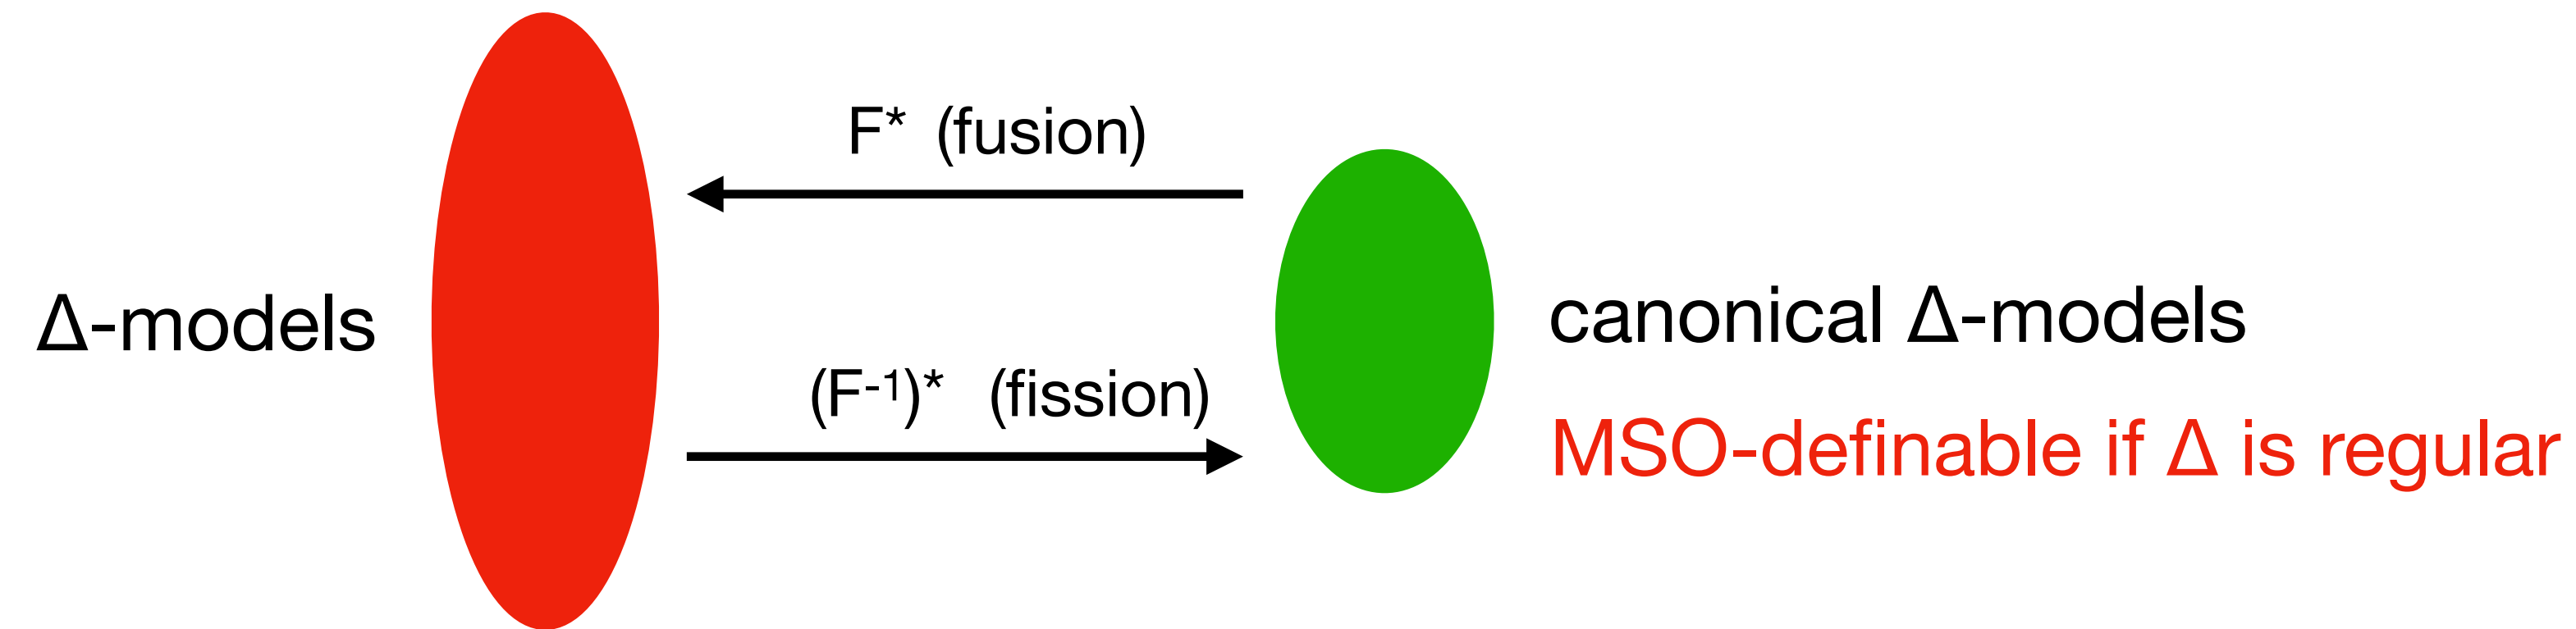 F* (fusion)
Δ-models
canonical Δ-models
(F⁻¹)* (fission)
MSO-definable if Δ is regular